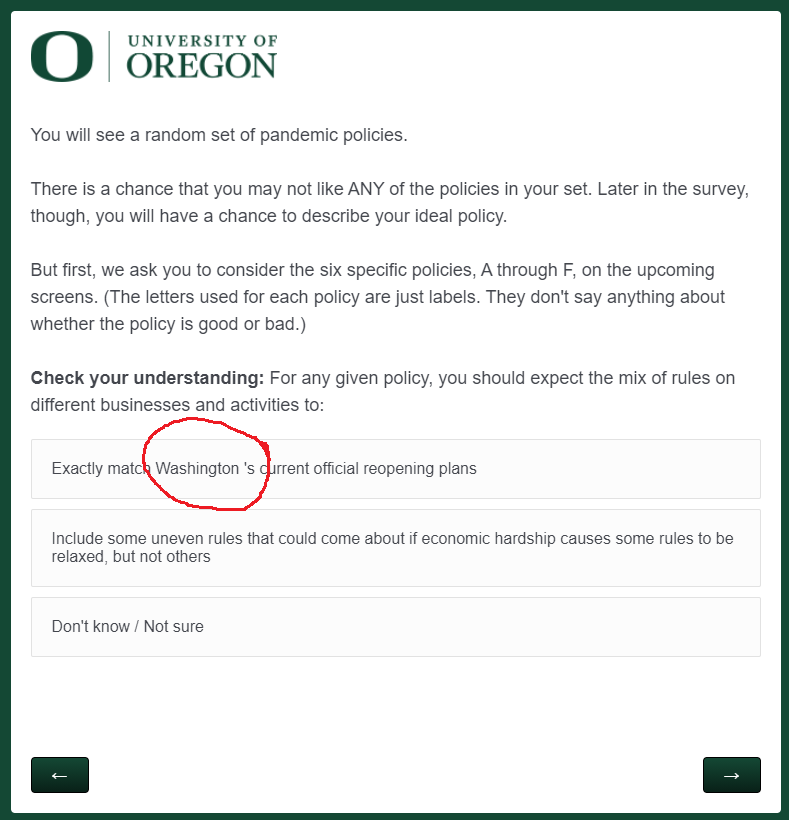 UNIVERSITY OF
OREGON
You will see a random set of pandemic policies.
There is a chance that you may not like ANY of the policies in your set. Later in the survey,
though, you will have a chance to describe your ideal policy.
But first, we ask you to consider the six specific policies, A through F, on the upcoming
screens. (The letters used for each policy are just labels. They don't say anything about
whether the policy is good or bad.)
Check your understanding: For any given policy, you should expect the mix of rules on
different businesses and activities to:
Exactly match Washington 's current official reopening plans
Include some uneven rules that could come about if economic hardship causes some rules to be
relaxed, but not others
Don't know / Not sure
← →